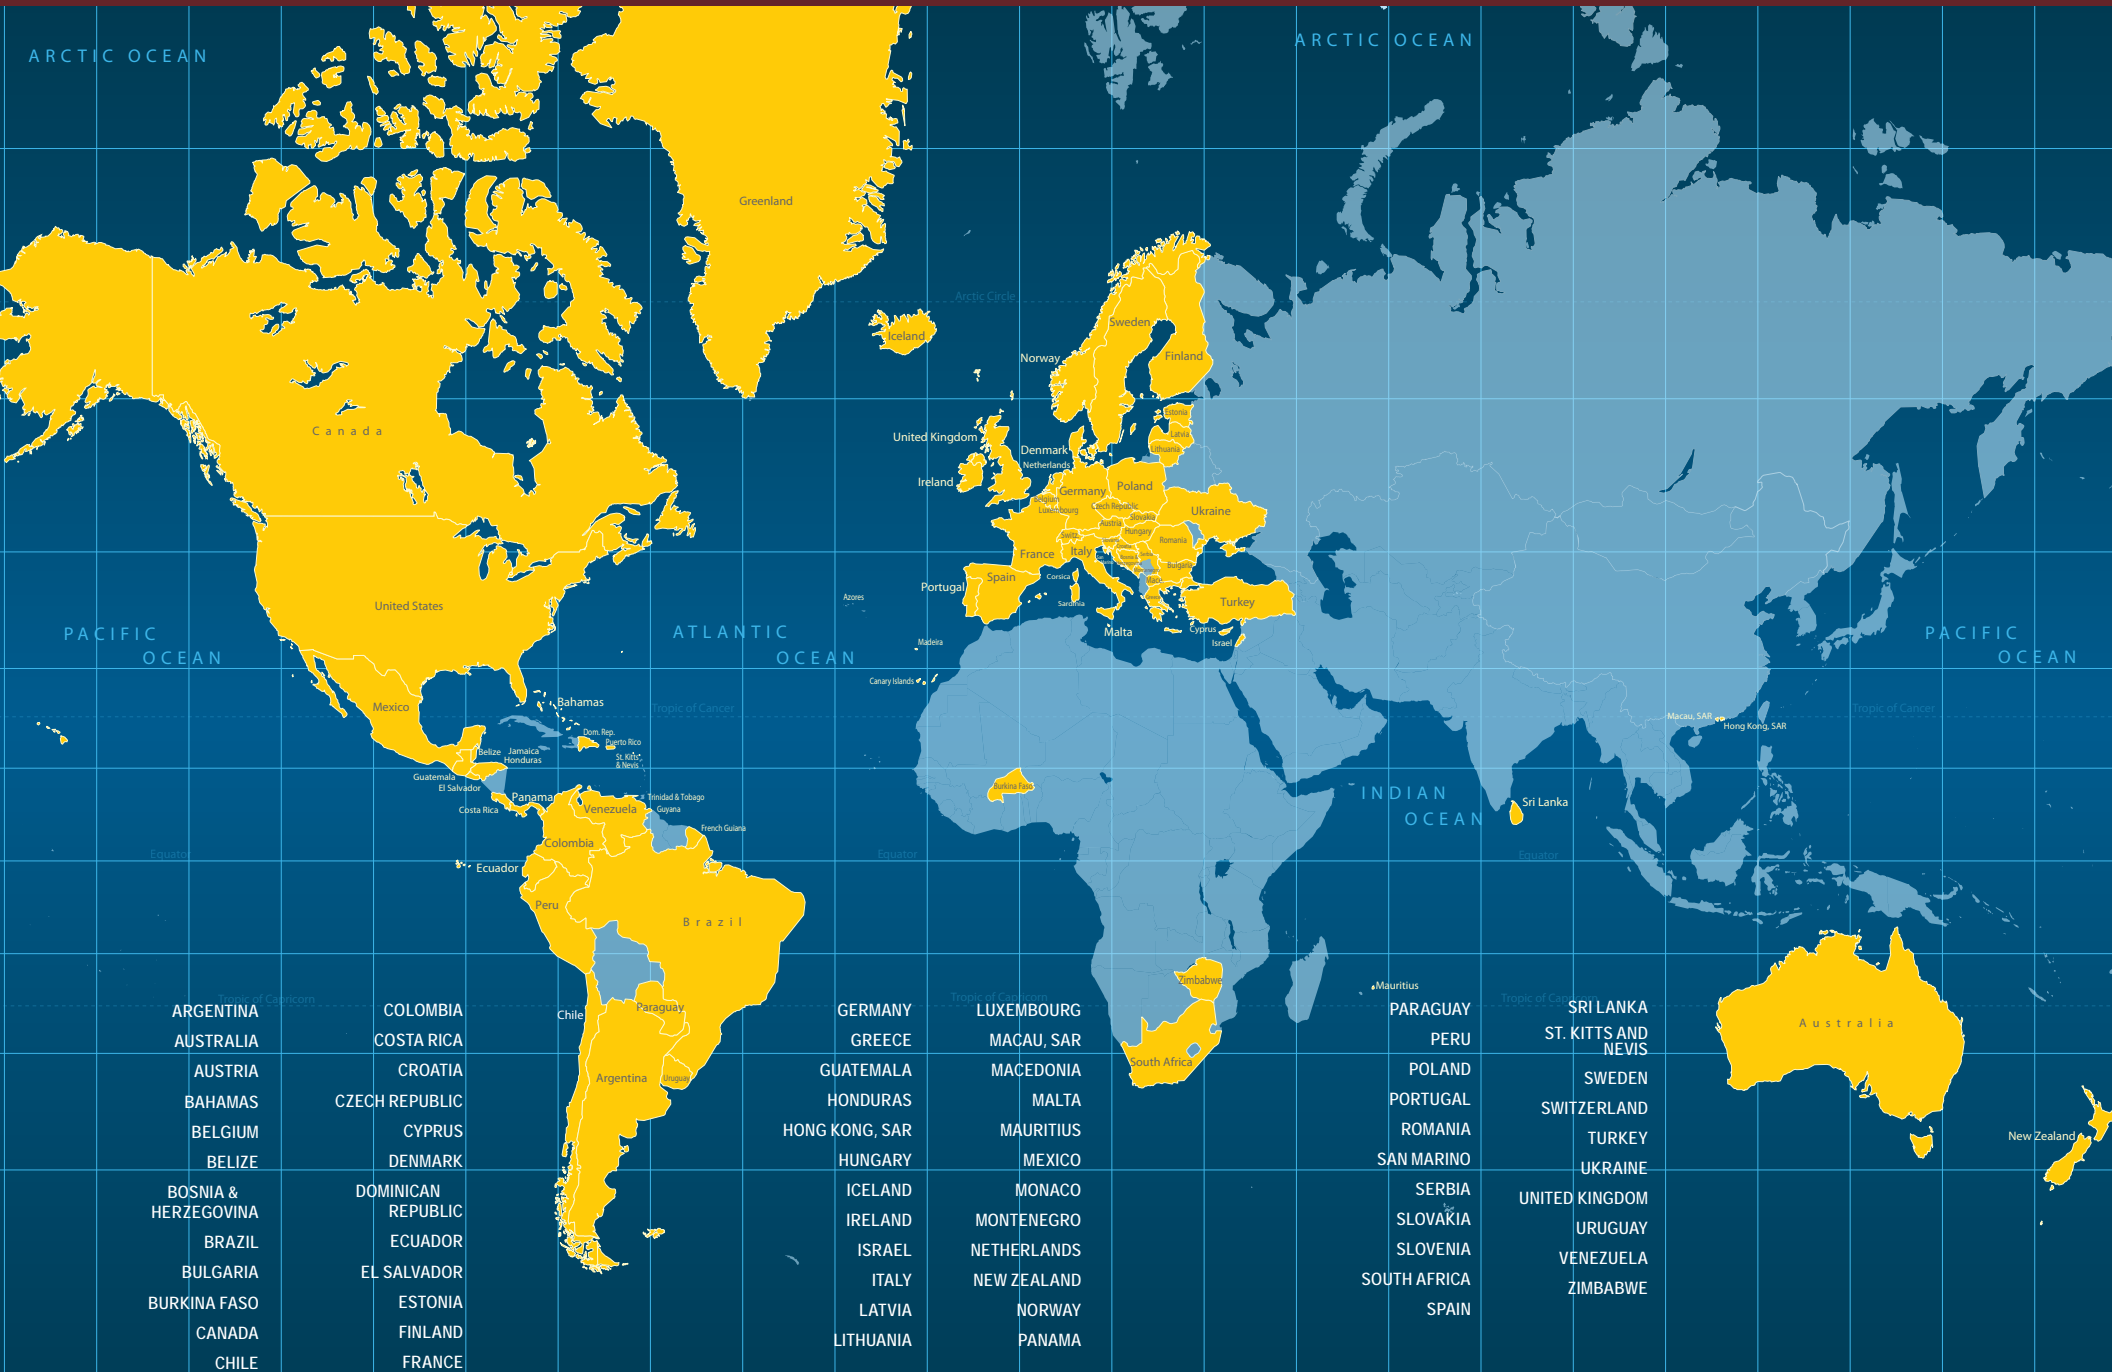 ARCTIC OCEAN
ARCTIC OCEAN
Greenland
Arctic Circle
Iceland
Sweden
Norway
Finland
Canada
Estonia
Latvia
Lithuania
United Kingdom
Denmark
Netherlands
Ireland
Germany
Poland
Belgium
Luxembourg
Czech Republic
Ukraine
Slovakia
Austria
Hungary
Switz.
Romania
France
Italy
Bulgaria
Spain
Corsica
Mace.
Portugal
Azores
Sardinia
Turkey
United States
PACIFIC
OCEAN
ATLANTIC
OCEAN
Malta
Cyprus
Israel
Madeira
PACIFIC
OCEAN
Canary Islands
Mexico
Bahamas
Tropic of Cancer
Tropic of Cancer
Macau, SAR
Hong Kong, SAR
Dom. Rep.
Puerto Rico
Belize
Jamaica
Honduras
St. Kitts
& Nevis
Guatemala
El Salvador
Burkina Faso
Panama
Costa Rica
Trinidad & Tobago
Venezuela
Guyana
INDIAN
OCEAN
Sri Lanka
French Guiana
Colombia
Equator
Equator
Equator
Ecuador
Peru
Brazil
Zimbabwe
Mauritius
Tropic of Capricorn
Tropic of Capricorn
Tropic of Capricorn
Paraguay
Chile
Australia
South Africa
Argentina
Uruguay
New Zealand
ARGENTINA
AUSTRALIA
AUSTRIA
BAHAMAS
BELGIUM
BELIZE
BOSNIA &
HERZEGOVINA
BRAZIL
BULGARIA
BURKINA FASO
CANADA
CHILE
COLOMBIA
COSTA RICA
CROATIA
CZECH REPUBLIC
CYPRUS
DENMARK
DOMINICAN
REPUBLIC
ECUADOR
EL SALVADOR
ESTONIA
FINLAND
FRANCE
GERMANY
GREECE
GUATEMALA
HONDURAS
HONG KONG, SAR
HUNGARY
ICELAND
IRELAND
ISRAEL
ITALY
LATVIA
LITHUANIA
LUXEMBOURG
MACAU, SAR
MACEDONIA
MALTA
MAURITIUS
MEXICO
MONACO
MONTENEGRO
NETHERLANDS
NEW ZEALAND
NORWAY
PANAMA
PARAGUAY
PERU
POLAND
PORTUGAL
ROMANIA
SAN MARINO
SERBIA
SLOVAKIA
SLOVENIA
SOUTH AFRICA
SPAIN
SRI LANKA
ST. KITTS AND
NEVIS
SWEDEN
SWITZERLAND
TURKEY
UKRAINE
UNITED KINGDOM
URUGUAY
VENEZUELA
ZIMBABWE